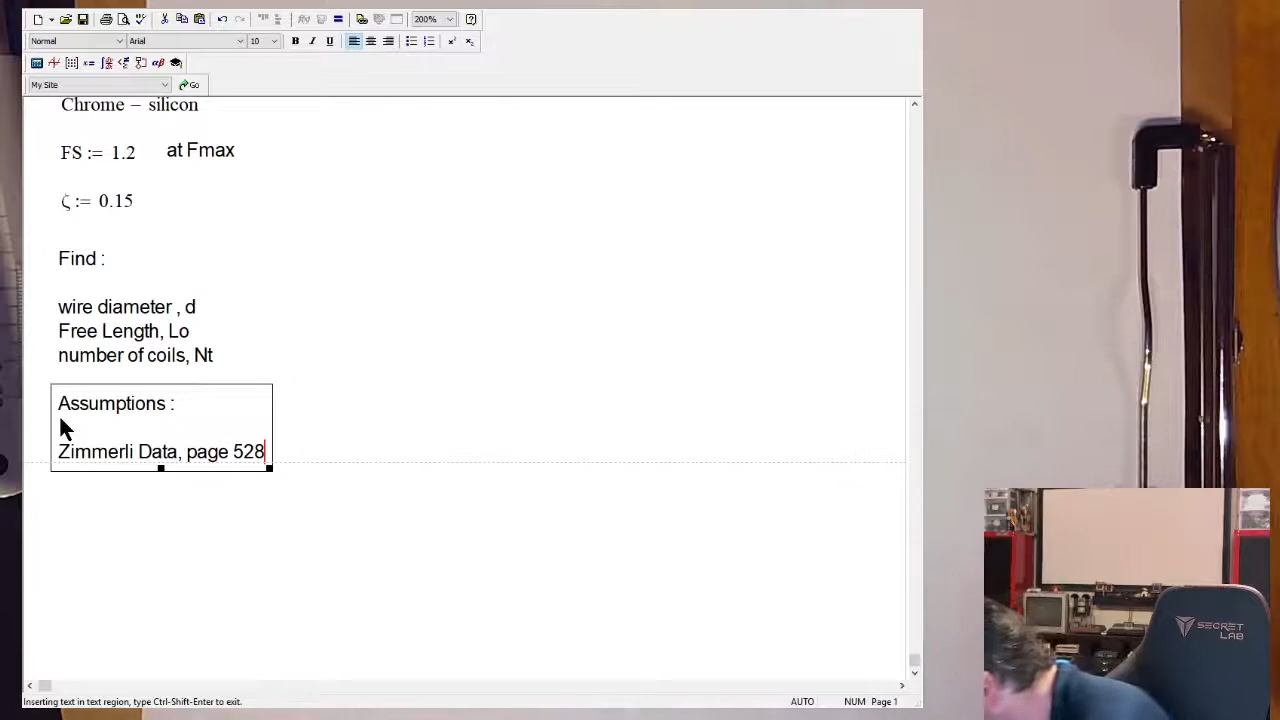 200%
Normal Arial 10 B I U
My Site Go
Chrome – silicon
FS := 1.2 at Fmax
ζ := 0.15
Find :
wire diameter , d
Free Length, Lo
number of coils, Nt
Assumptions :
Zimmerli Data, page 528
Inserting text in text region, type Ctrl-Shift-Enter to exit. AUTO NUM Page 1
SECRET
LAB